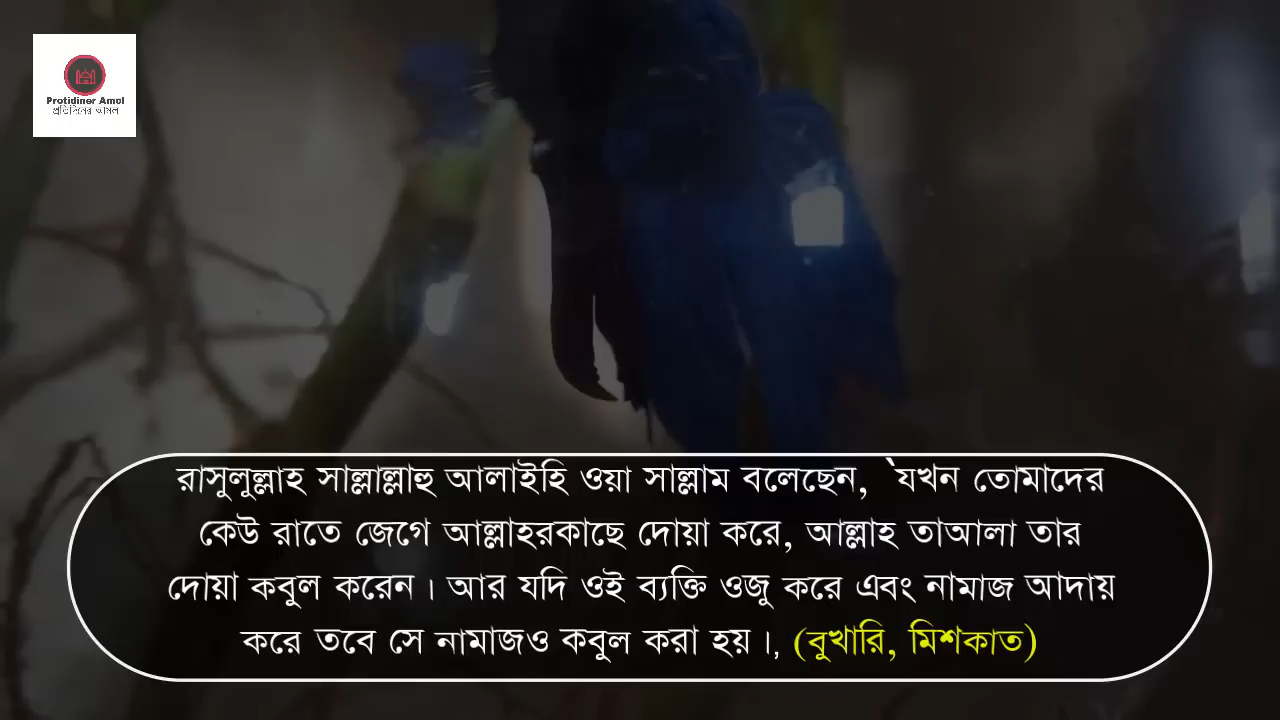 Protidiner Amol
প্রতিদিনের আমল
রাসুলুল্লাহ সাল্লাল্লাহু আলাইহি ওয়া সাল্লাম বলেছেন, `যখন তোমাদের
কেউ রাতে জেগে আল্লাহরকাছে দোয়া করে, আল্লাহ তাআলা তার
দোয়া কবুল করেন। আর যদি ওই ব্যক্তি ওজু করে এবং নামাজ আদায়
করে তবে সে নামাজও কবুল করা হয়।, (বুখারি, মিশকাত)